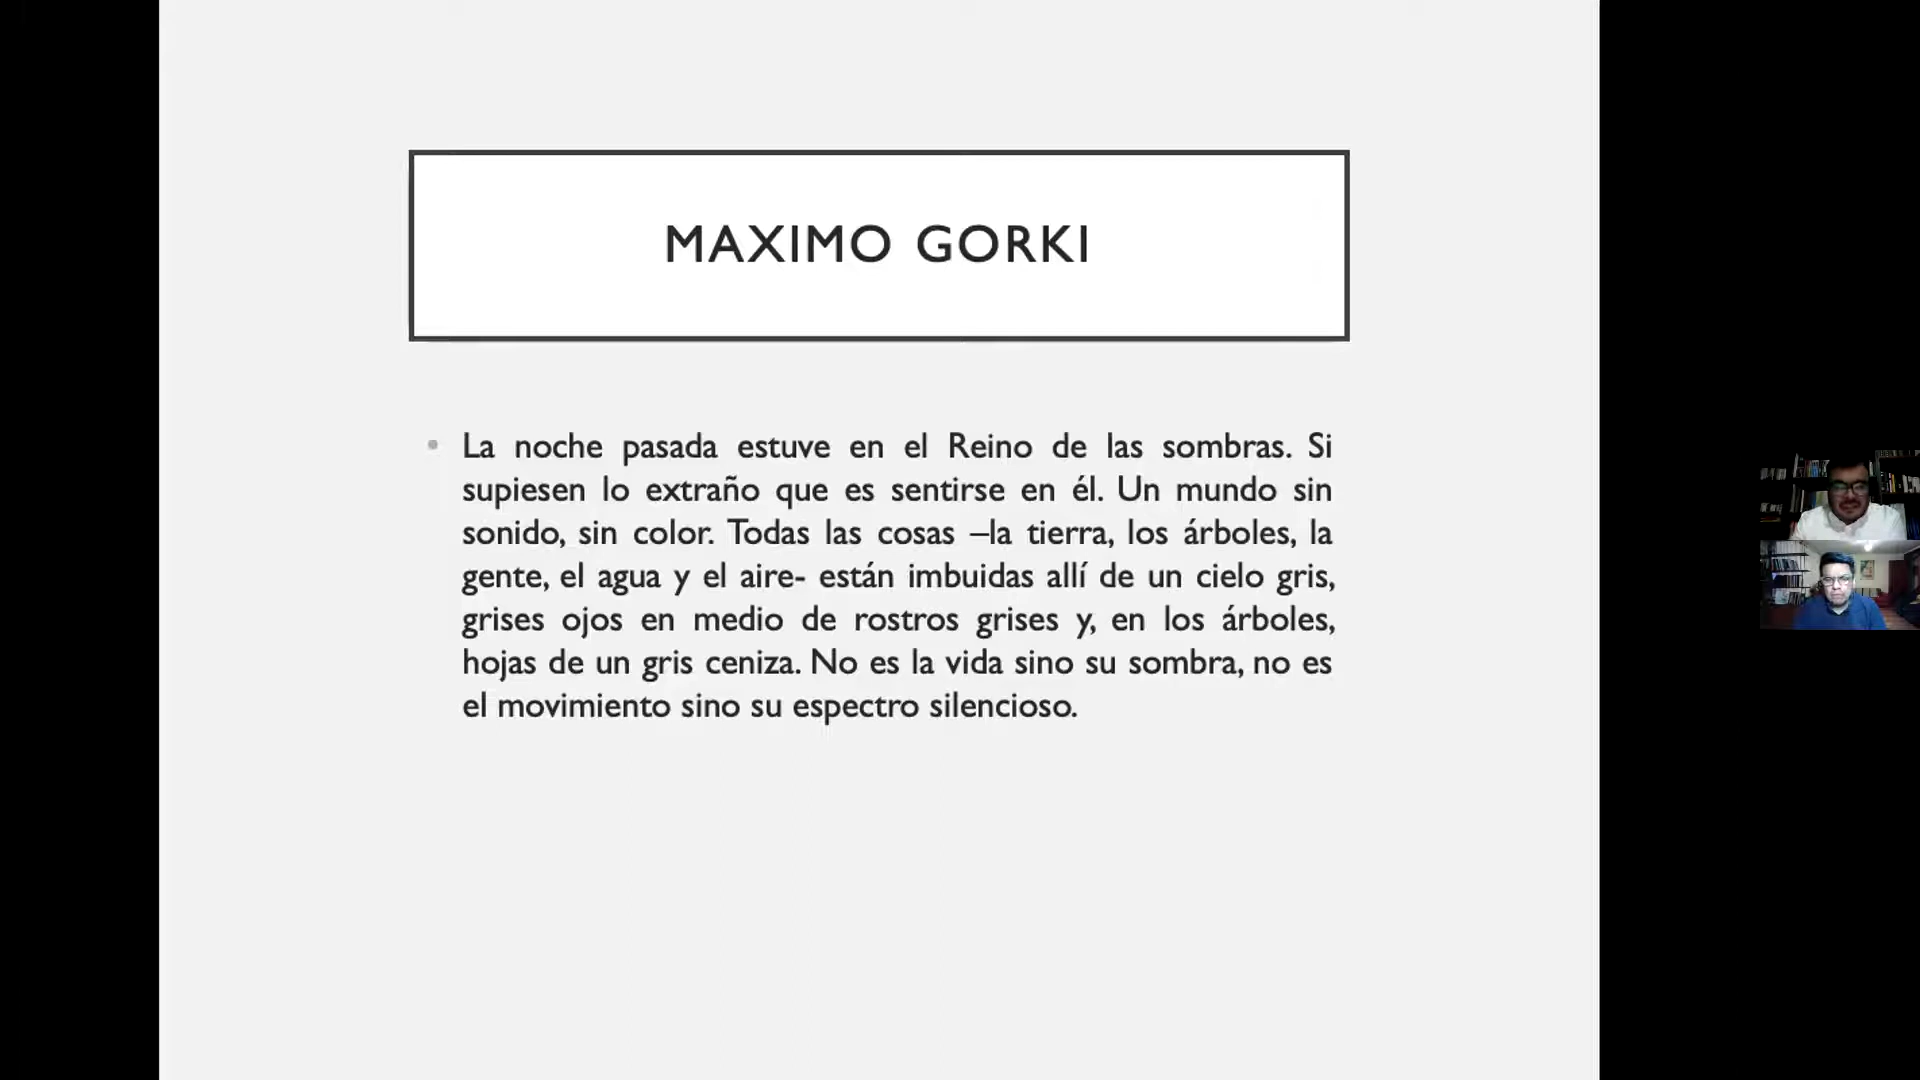 MAXIMO GORKI
• La noche pasada estuve en el Reino de las sombras. Si
supiesen lo extraño que es sentirse en él. Un mundo sin
sonido, sin color. Todas las cosas –la tierra, los árboles, la
gente, el agua y el aire- están imbuidas allí de un cielo gris,
grises ojos en medio de rostros grises y, en los árboles,
hojas de un gris ceniza. No es la vida sino su sombra, no es
el movimiento sino su espectro silencioso.